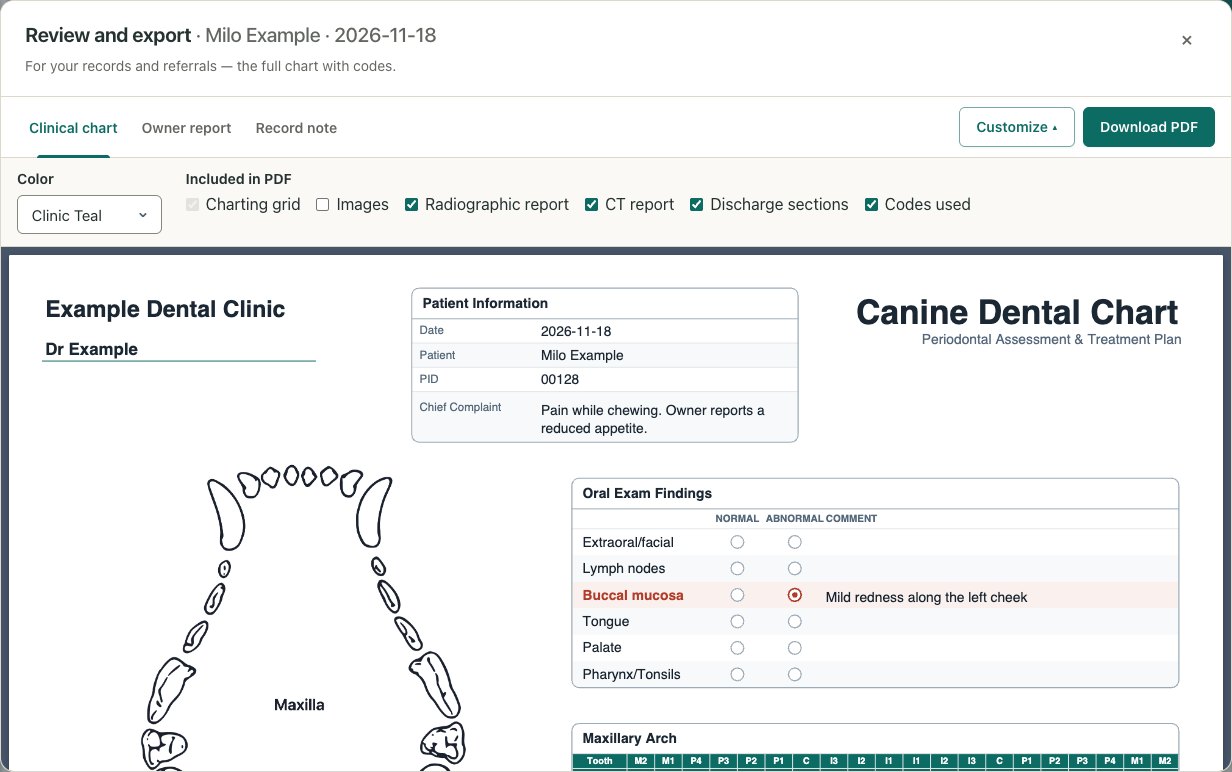 Review and export · Milo Example · 2026-11-18
×
For your records and referrals — the full chart with codes.
Clinical chart
Owner report
Record note
Customize ▴
Download PDF
Color
Included in PDF
Clinic Teal
Charting grid
Images
Radiographic report
CT report
Discharge sections
Codes used
Example Dental Clinic
Dr Example
Patient Information
Date 2026-11-18
Patient Milo Example
PID 00128
Chief Complaint Pain while chewing. Owner reports a
reduced appetite.
Canine Dental Chart
Periodontal Assessment & Treatment Plan
Maxilla
Oral Exam Findings
NORMAL ABNORMAL COMMENT
Extraoral/facial
Lymph nodes
Buccal mucosa Mild redness along the left cheek
Tongue
Palate
Pharynx/Tonsils
Maxillary Arch
Tooth M2 M1 P4 P3 P2 P1 C I3 I2 I1 I1 I2 I3 C P1 P2 P3 P4 M1 M2